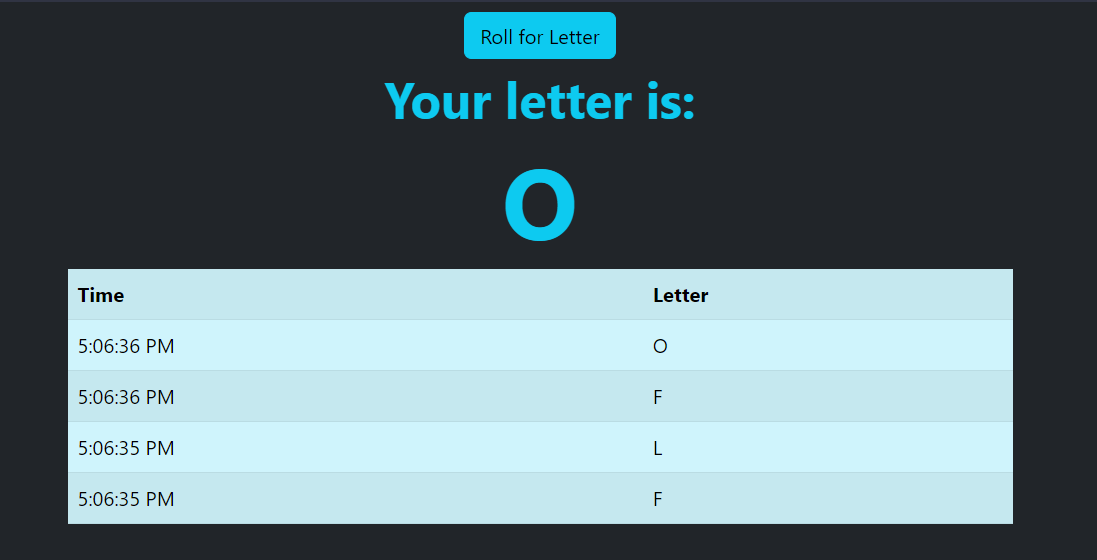 Roll for Letter
Your letter is:
O
Time Letter
5:06:36 PM O
5:06:36 PM F
5:06:35 PM L
5:06:35 PM F